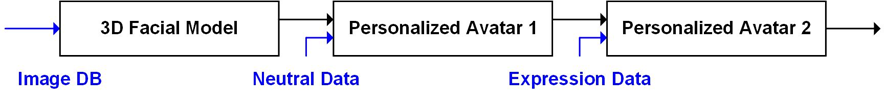 3D Facial Model
Personalized Avatar 1
Personalized Avatar 2
Image DB
Neutral Data
Expression Data